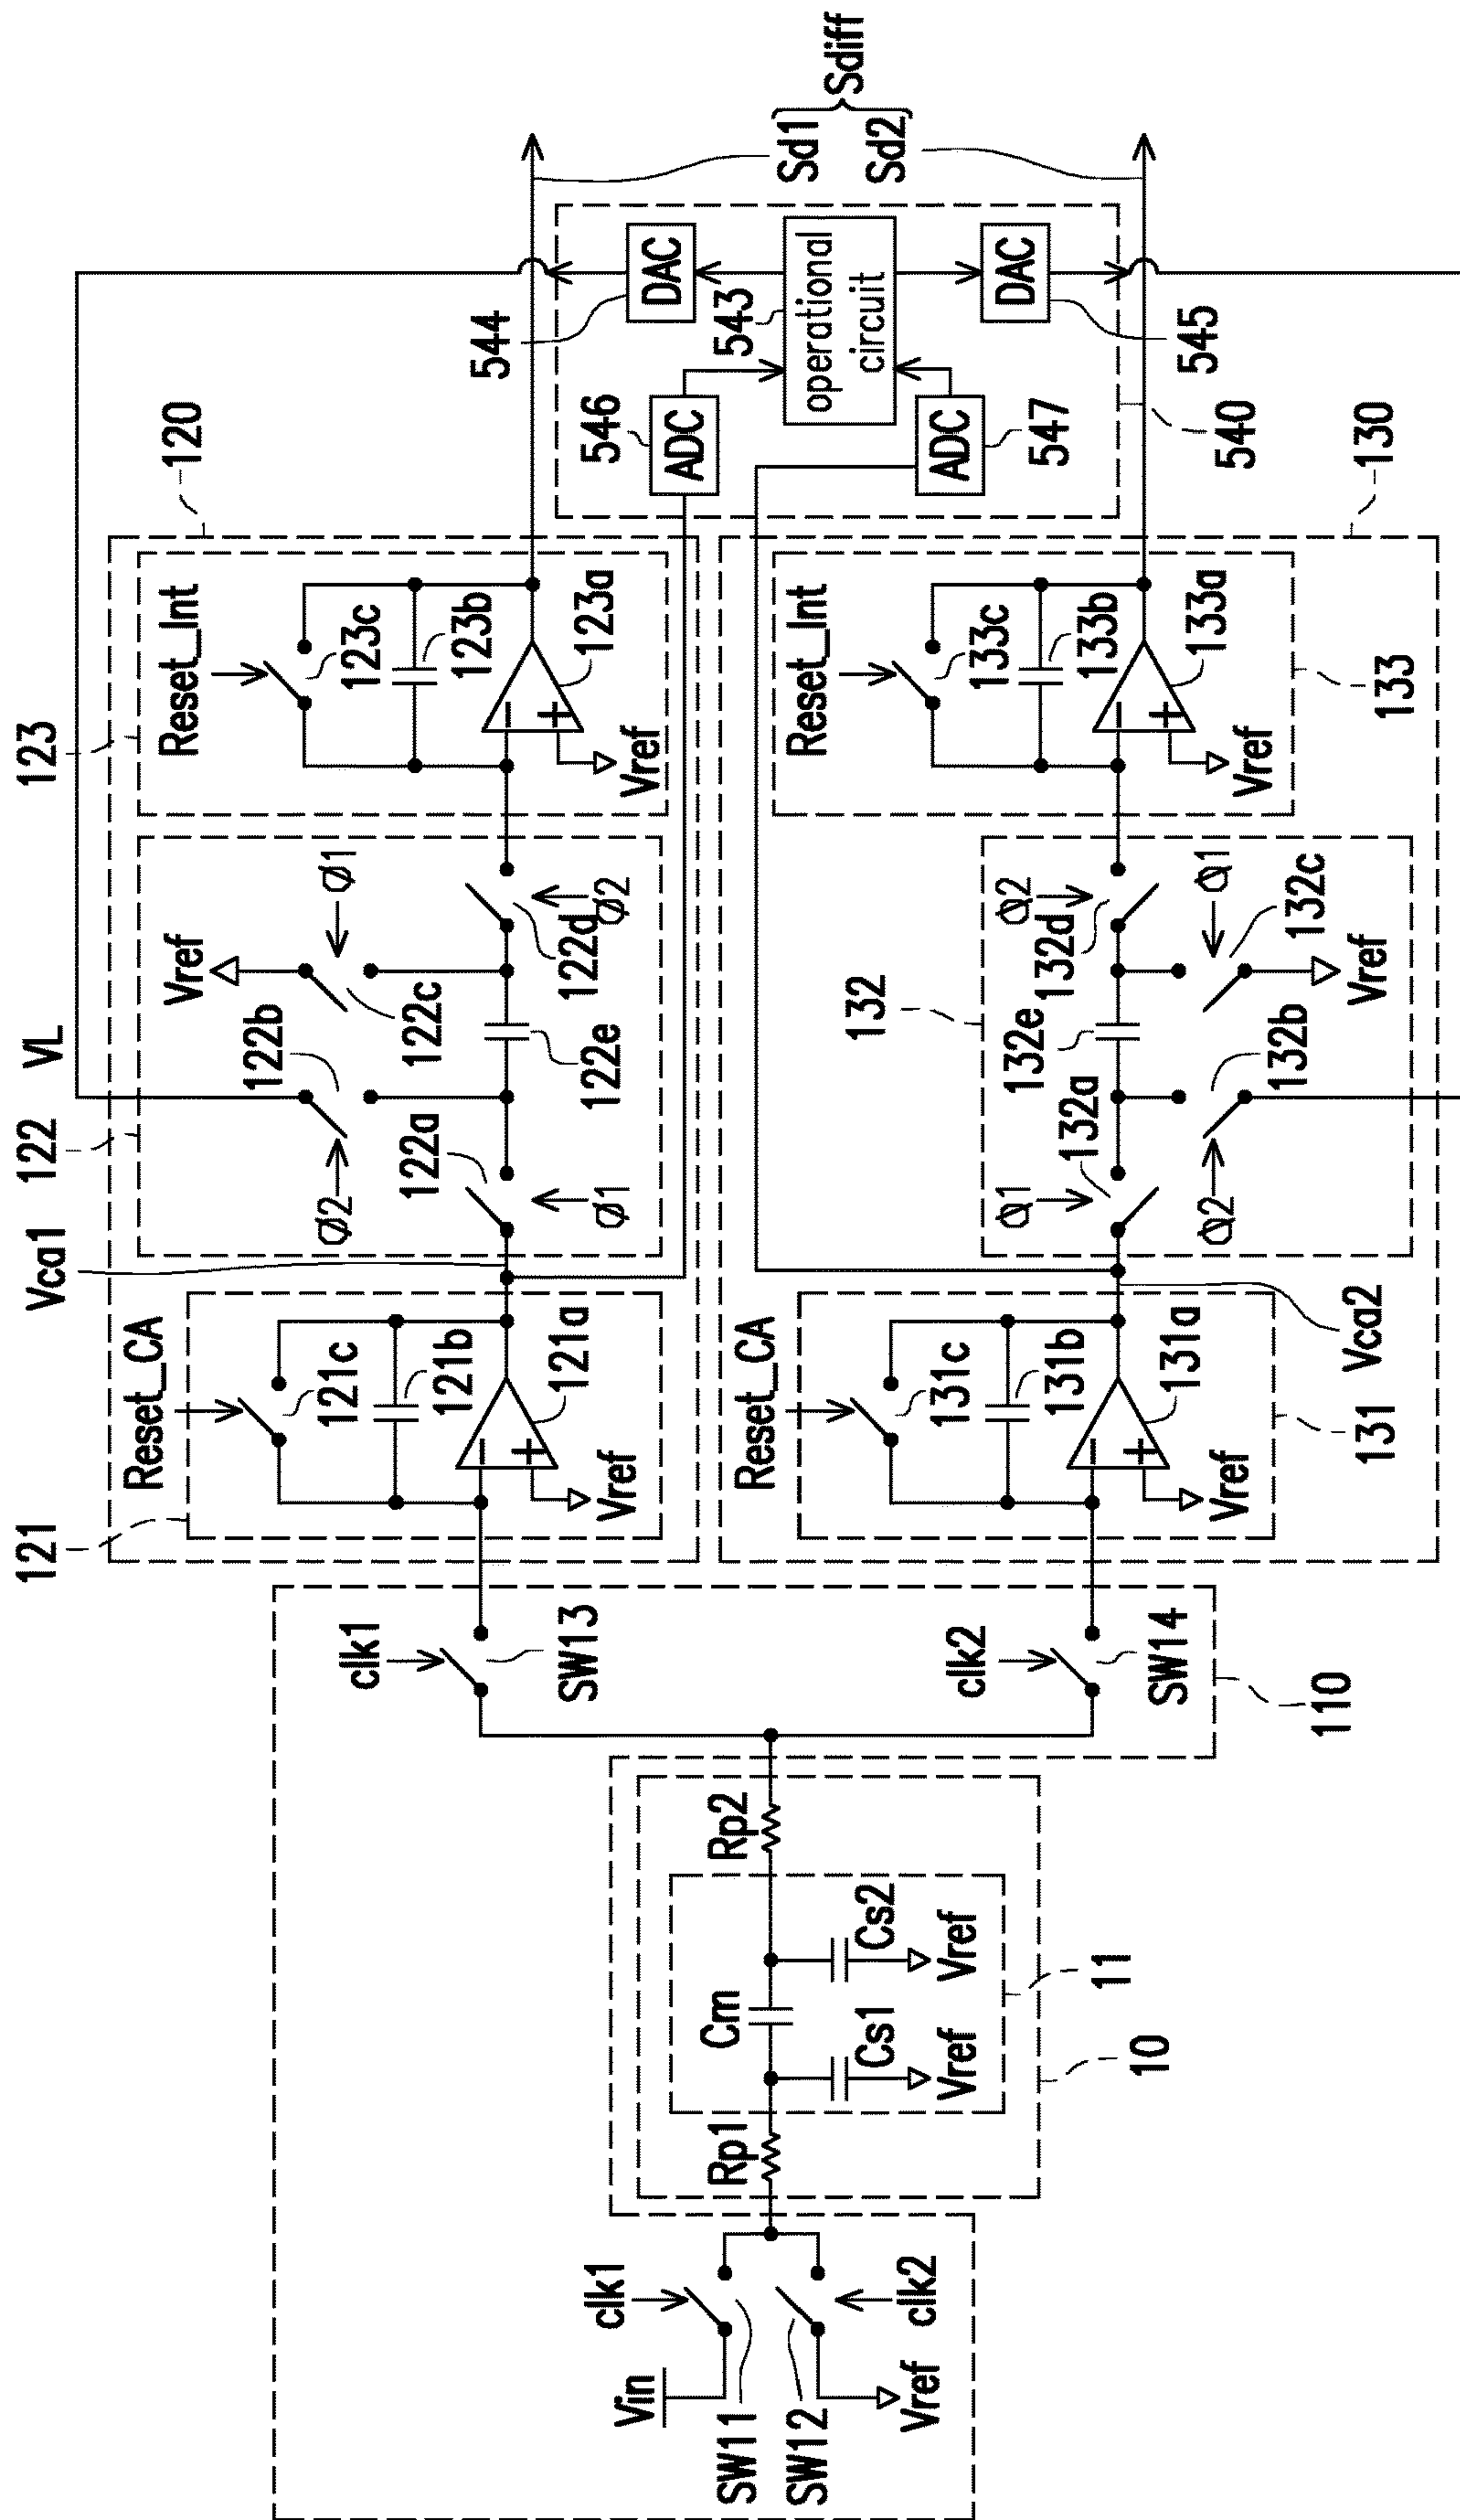 121
Vca1
122
VL
123
120
Reset_CA
121c
121b
121a
Vref
Ø2
122a
Ø1
122b
Vref
Ø1
122c
122e
122d
Ø2
Reset_Int
123c
123b
123a
Vref
544
546
ADC
543
DAC
operational
circuit
ADC
547
DAC
545
540
Sd1
Sd2
Sdiff
clk1
SW13
clk2
SW14
110
Reset_CA
131c
131b
131a
Vref
131
Vca2
132
Ø1
132a
132e
132d
Ø2
Ø2
132b
Ø1
132c
Vref
Reset_Int
133c
133b
133a
Vref
133
130
Vin
clk1
SW11
SW12
clk2
Vref
Rp1
Cm
Cs1
Vref
Cs2
Vref
Rp2
11
10